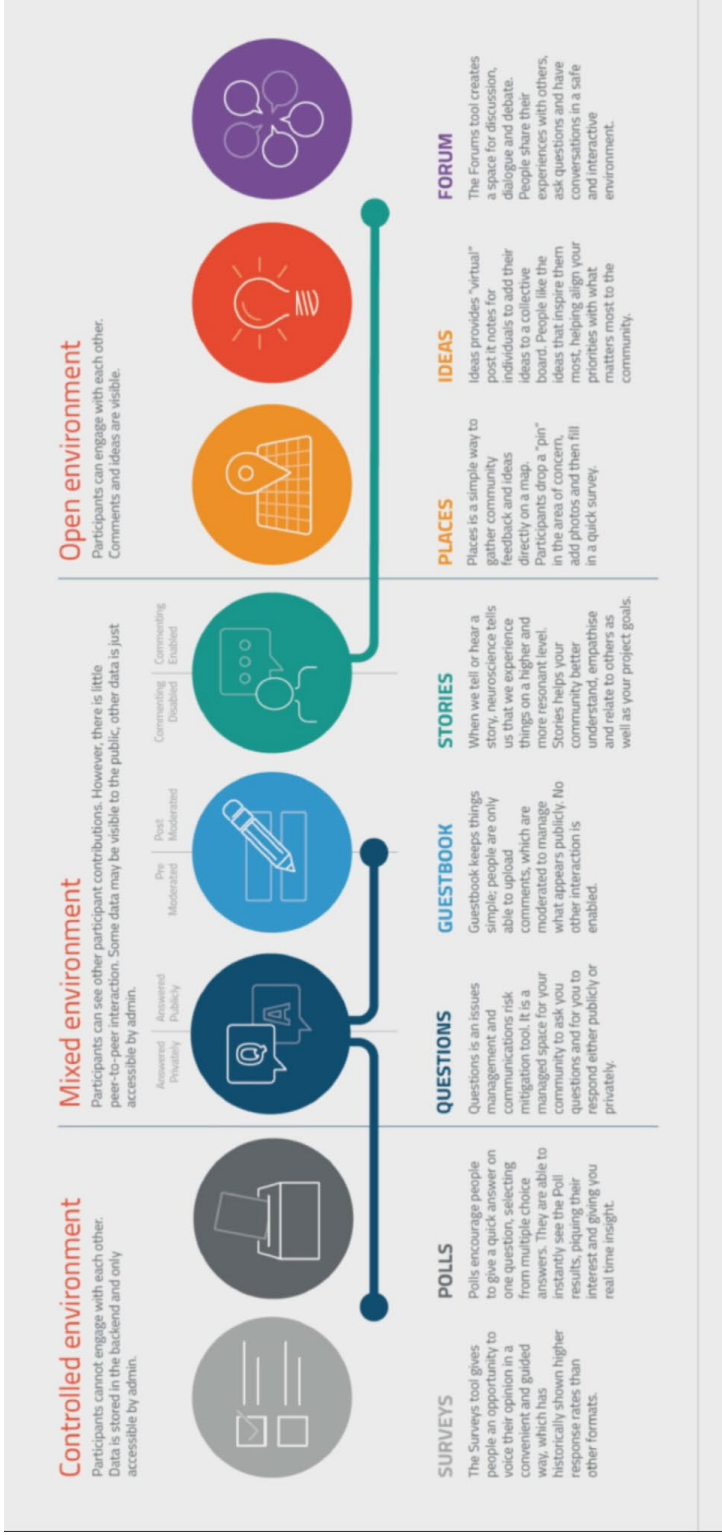 Controlled environment
Participants cannot engage with each other.
Data is stored in the backend and only
accessible by admin.
Mixed environment
Participants can see other participant contributions. However, there is little
peer-to-peer interaction. Some data may be visible to the public, other data is just
accessible by admin.
Open environment
Participants can engage with each other.
Comments and ideas are visible.
Answered
Privately
Answered
Publicly
Pre
Moderated
Post
Moderated
Commenting
Disabled
Commenting
Enabled
Q
A
SURVEYS
The Surveys tool gives
people an opportunity to
voice their opinion in a
convenient and guided
way, which has
historically shown higher
response rates than
other formats.
POLLS
Polls encourage people
to give a quick answer on
one question, selecting
from multiple choice
answers. They are able to
instantly see the Poll
results, piquing their
interest and giving you
real time insight.
QUESTIONS
Questions is an issues
management and
communications risk
mitigation tool. It is a
managed space for your
community to ask you
questions and for you to
respond either publicly or
privately.
GUESTBOOK
Guestbook keeps things
simple; people are only
able to upload
comments, which are
moderated to manage
what appears publicly. No
other interaction is
enabled.
STORIES
When we tell or hear a
story, neuroscience tells
us that we experience
things on a higher and
more resonant level.
Stories helps your
community better
understand, empathise
and relate to others as
well as your project goals.
PLACES
Places is a simple way to
gather community
feedback and ideas
directly on a map.
Participants drop a "pin"
in the area of concern,
add photos and then fill
in a quick survey.
IDEAS
Ideas provides "virtual"
post it notes for
individuals to add their
ideas to a collective
board. People like the
ideas that inspire them
most, helping align your
priorities with what
matters most to the
community.
FORUM
The Forums tool creates
a space for discussion,
dialogue and debate.
People share their
experiences with others,
ask questions and have
conversations in a safe
and interactive
environment.